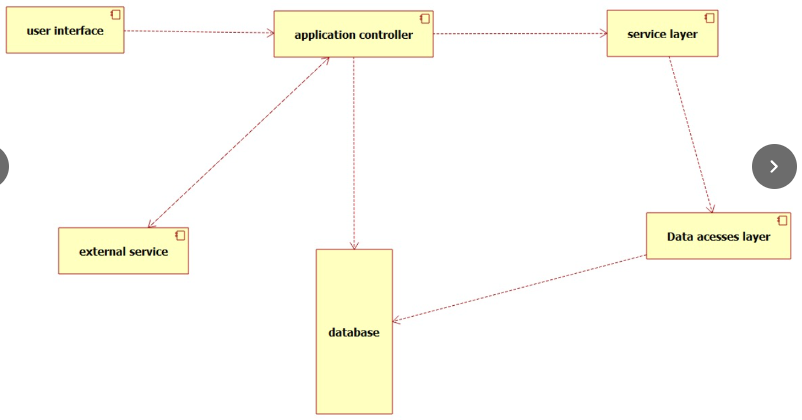 user interface
application controller
service layer
external service
Data acesses layer
database